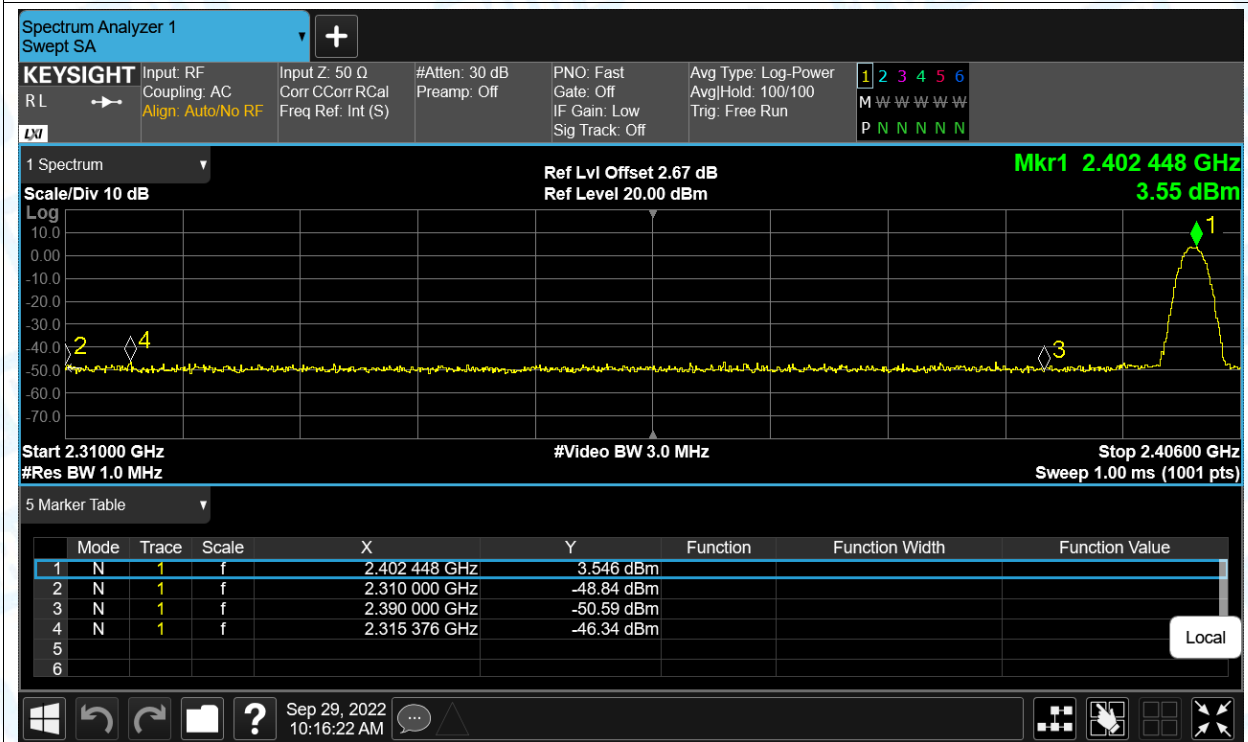 Spectrum Analyzer 1
Swept SA
KEYSIGHT
R L
LXI
Input: RF
Coupling: AC
Align: Auto/No RF
Input Z: 50 Ω
Corr CCorr RCal
Freq Ref: Int (S)
#Atten: 30 dB
Preamp: Off
PNO: Fast
Gate: Off
IF Gain: Low
Sig Track: Off
Avg Type: Log-Power
Avg|Hold: 100/100
Trig: Free Run
1 2 3 4 5 6
M W W W W W
P N N N N N
1 Spectrum
Scale/Div 10 dB
Ref Lvl Offset 2.67 dB
Ref Level 20.00 dBm
Mkr1 2.402 448 GHz
3.55 dBm
Log
10.0
0.00
-10.0
-20.0
-30.0
-40.0
-50.0
-60.0
-70.0
2
4
3
1
Start 2.31000 GHz
#Video BW 3.0 MHz
Stop 2.40600 GHz
#Res BW 1.0 MHz
Sweep 1.00 ms (1001 pts)
5 Marker Table
Mode Trace Scale X Y Function Function Width Function Value
1 N 1 f 2.402 448 GHz 3.546 dBm
2 N 1 f 2.310 000 GHz -48.84 dBm
3 N 1 f 2.390 000 GHz -50.59 dBm
4 N 1 f 2.315 376 GHz -46.34 dBm
5
6
Local
?
Sep 29, 2022
10:16:22 AM